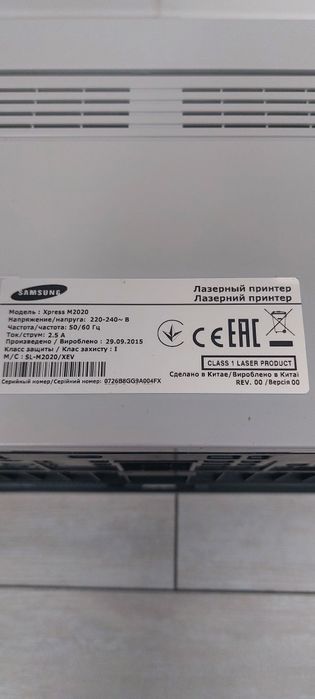 SAMSUNG
Модель : Xpress M2020
Напряжение/напруга: 220-240~ В
Частота/частота: 50/60 Гц
Ток/струм: 2.5 А
Произведено / Вироблено : 29.09.2015
Класс защиты / Клас захисту : I
M/C : SL-M2020/XEV
Серийный номер/Серійний номер: 0726B8GG9A004FX
Лазерный принтер
Лазерний принтер
CE EAC
CLASS 1 LASER PRODUCT
Сделано в Китае/Вироблено в Китаї
REV. 00 /Версія 00